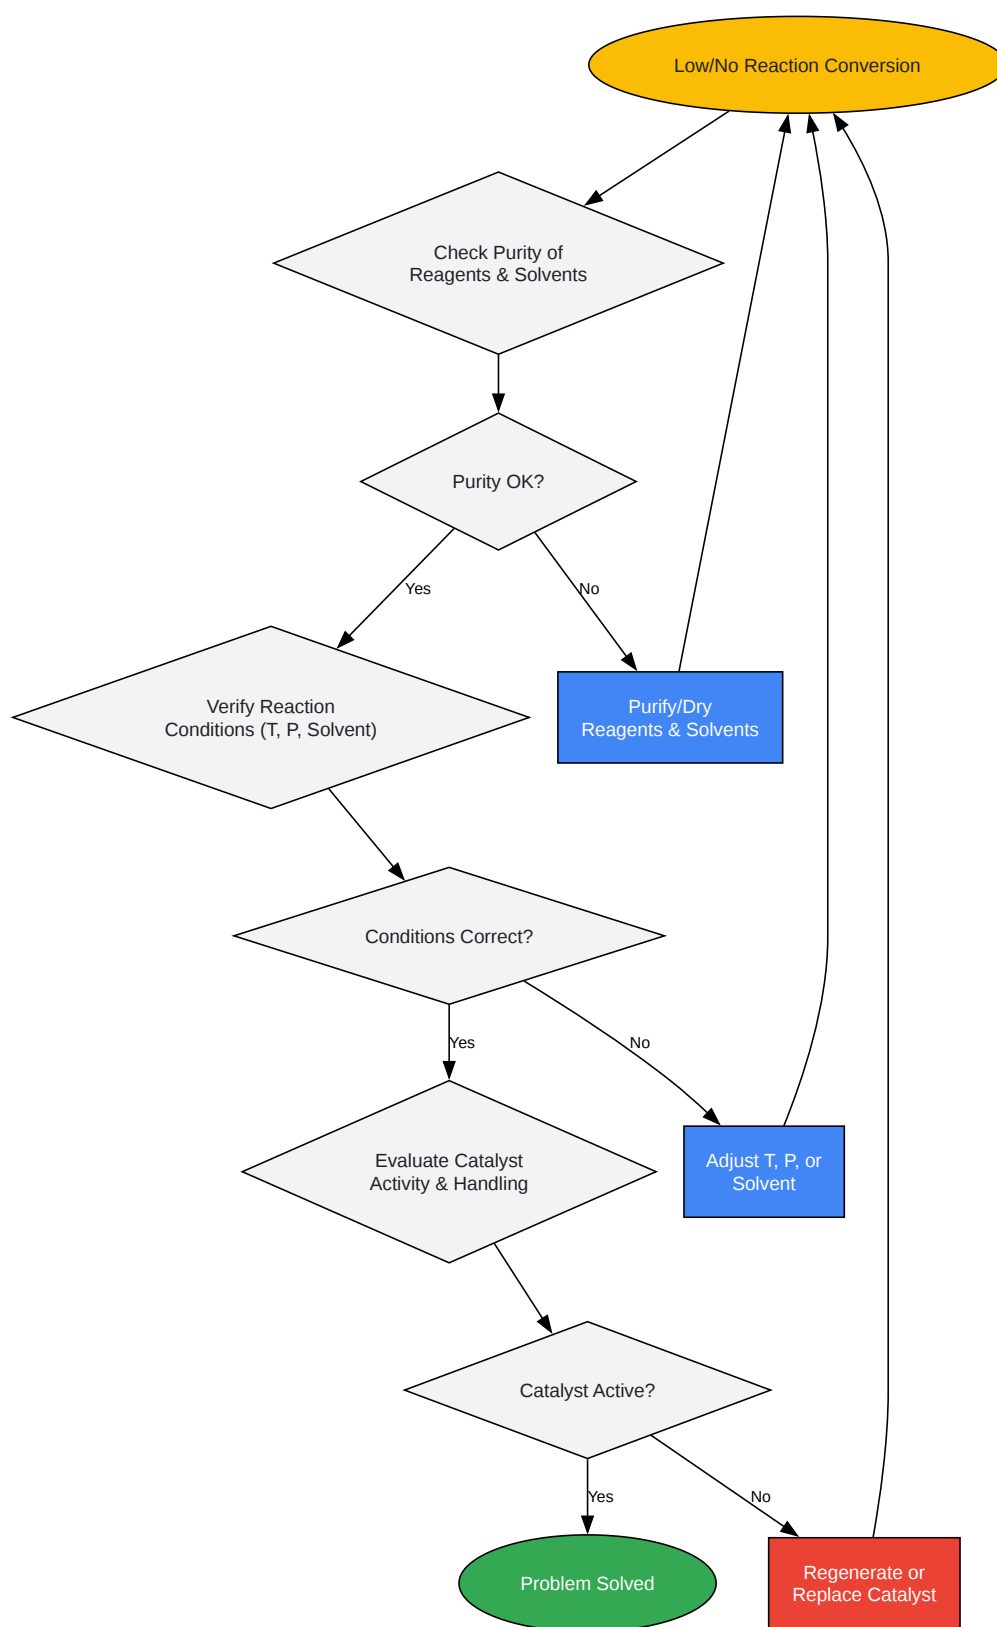 Low/No Reaction Conversion
Check Purity of
Reagents & Solvents
Purity OK?
Yes
No
Verify Reaction
Conditions (T, P, Solvent)
Purify/Dry
Reagents & Solvents
Conditions Correct?
Yes
No
Evaluate Catalyst
Activity & Handling
Adjust T, P, or
Solvent
Catalyst Active?
Yes
No
Problem Solved
Regenerate or
Replace Catalyst